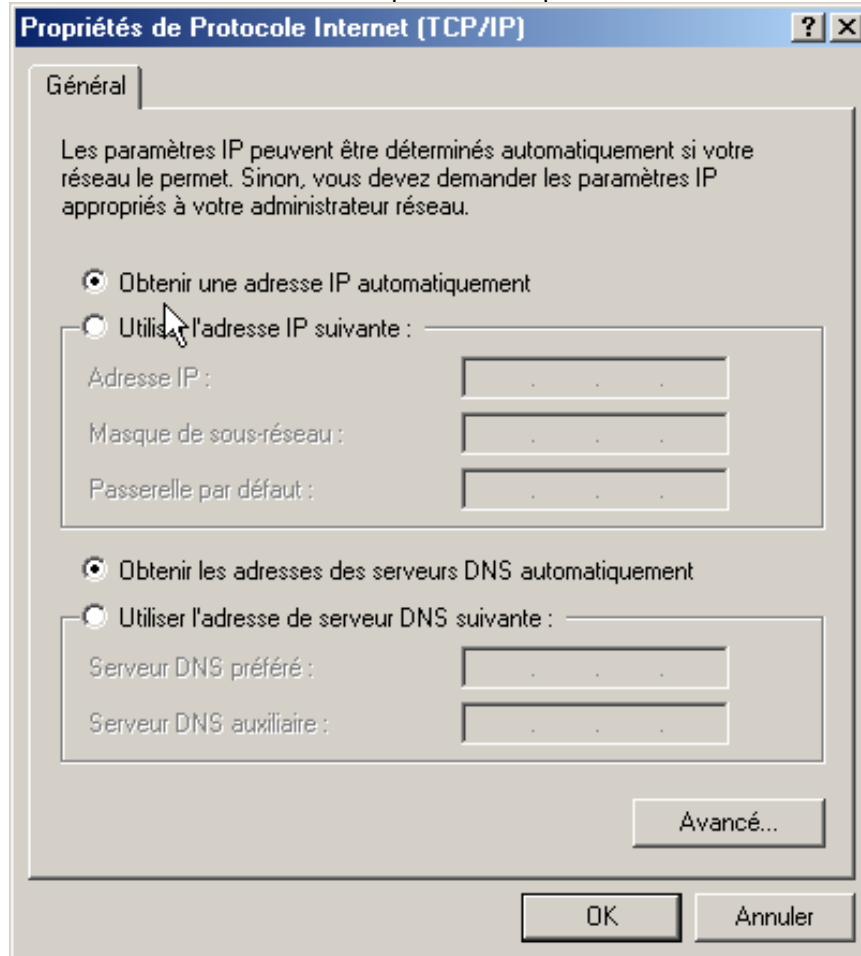 Propriétés de Protocole Internet (TCP/IP)
Général
Les paramètres IP peuvent être déterminés automatiquement si votre
réseau le permet. Sinon, vous devez demander les paramètres IP
appropriés à votre administrateur réseau.
Obtenir une adresse IP automatiquement
Utiliser l'adresse IP suivante :
Adresse IP :
Masque de sous-réseau :
Passerelle par défaut :
Obtenir les adresses des serveurs DNS automatiquement
Utiliser l'adresse de serveur DNS suivante :
Serveur DNS préféré :
Serveur DNS auxiliaire :
Avancé...
OK Annuler